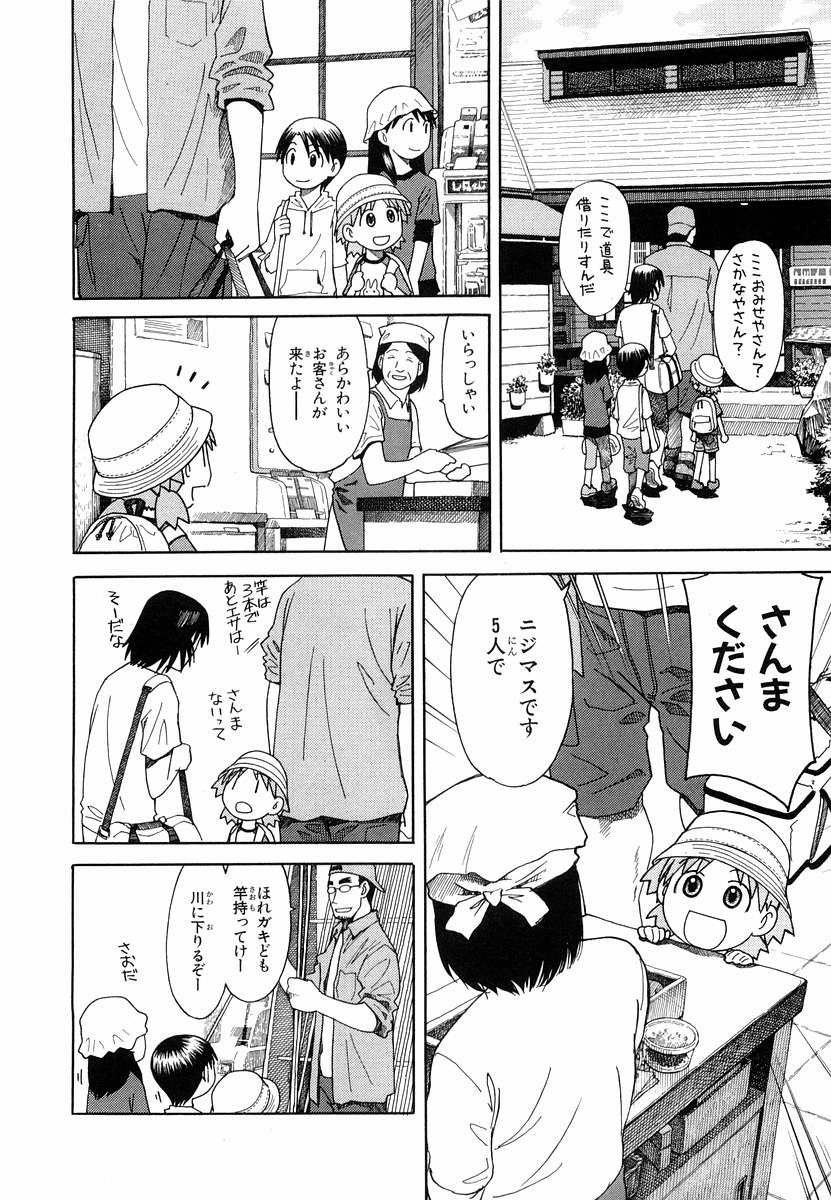 ここおみせやさん?
さかなやさん?
ここで道具
借りたりすんだ
いらっしゃい
あらかわいい
お客さんが
来たよ——
さんま
ください
ニジマスです
5人で
竿は
3本で
あとエサはー
そーだな
さんま
ないって
ほれガキども
竿持ってけー
川に下りるぞー
さおだ